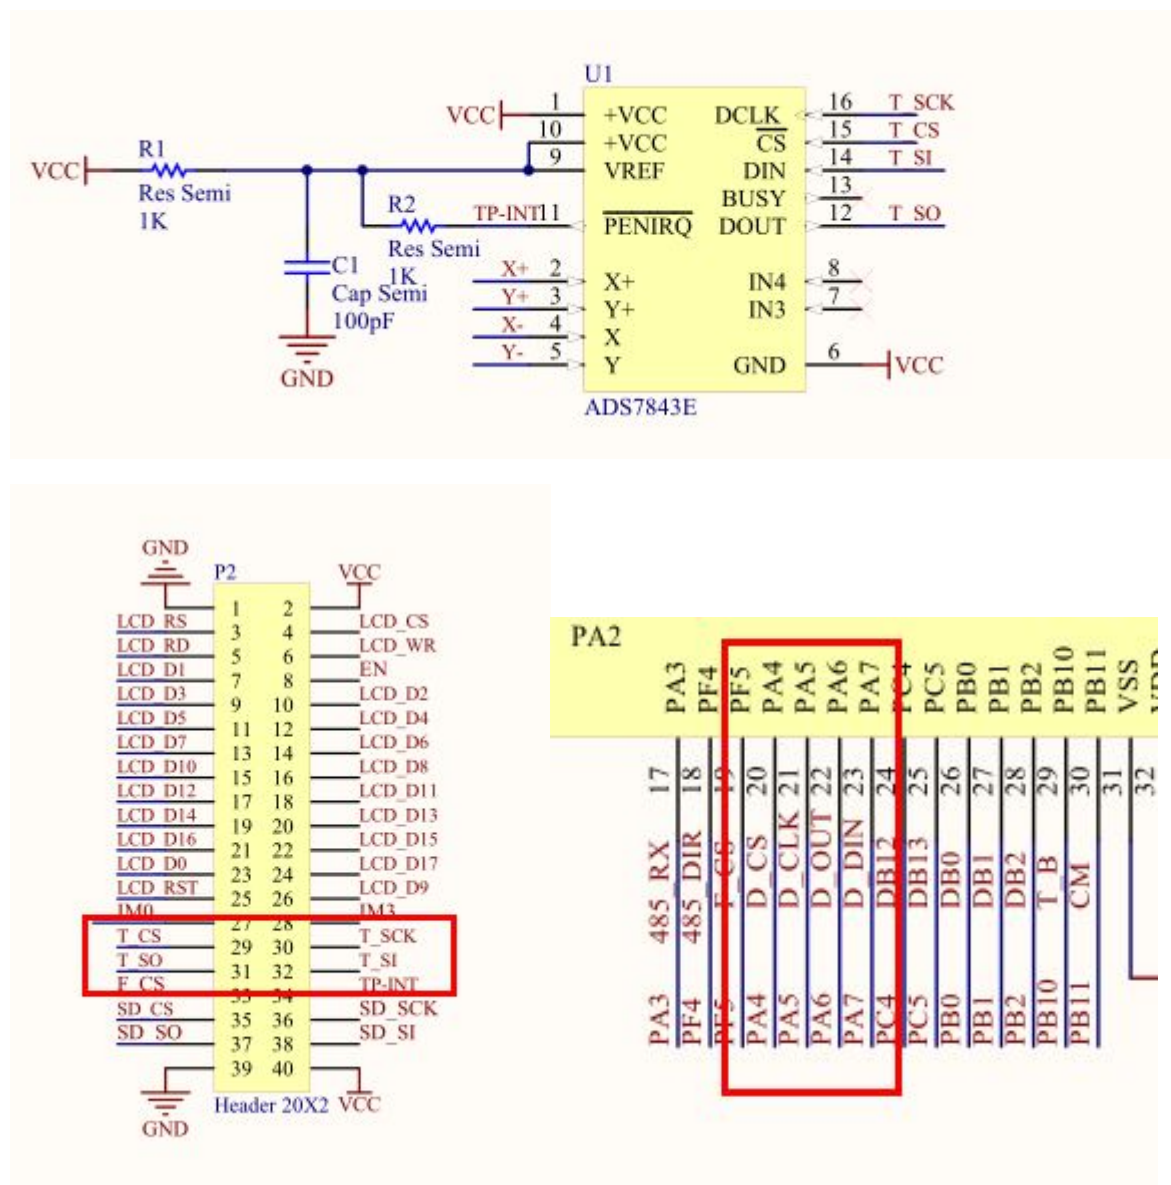 U1
VCC 1 +VCC DCLK 16 T_SCK
10 +VCC CS 15 T_CS
VCC R1 9 VREF DIN 14 T_SI
Res Semi
1K
BUSY 13
R2 TP-INT 11 PENIRQ DOUT 12 T_SO
Res Semi
1K
C1
Cap Semi
100pF
GND
X+ 2 X+ IN4 8
Y+ 3 Y+ IN3 7
X- 4 X
Y- 5 Y GND 6 VCC
ADS7843E
GND P2 VCC
1 2
LCD_RS 3 4 LCD_CS
LCD_RD 5 6 LCD_WR
LCD_D1 7 8 EN
LCD_D3 9 10 LCD_D2
LCD_D5 11 12 LCD_D4
LCD_D7 13 14 LCD_D6
LCD_D10 15 16 LCD_D8
LCD_D12 17 18 LCD_D11
LCD_D14 19 20 LCD_D13
LCD_D16 21 22 LCD_D15
LCD_D0 23 24 LCD_D17
LCD_RST 25 26 LCD_D9
IM0 27 28 IM3
T_CS 29 30 T_SCK
T_SO 31 32 T_SI
F_CS 33 34 TP-INT
SD_CS 35 36 SD_SCK
SD_SO 37 38 SD_SI
39 40
GND Header 20X2 VCC
PA2
PA3 17 485_RX PA3
PF4 18 485_DIR PF4
PF5 19 F_CS PF5
PA4 20 D_CS PA4
PA5 21 D_CLK PA5
PA6 22 D_OUT PA6
PA7 23 D_DIN PA7
PC4 24 DB12 PC4
PC5 25 DB13 PC5
PB0 26 DB0 PB0
PB1 27 DB1 PB1
PB2 28 DB2 PB2
PB10 29 T_B PB10
PB11 30 CM PB11
VSS 31
VDD 32